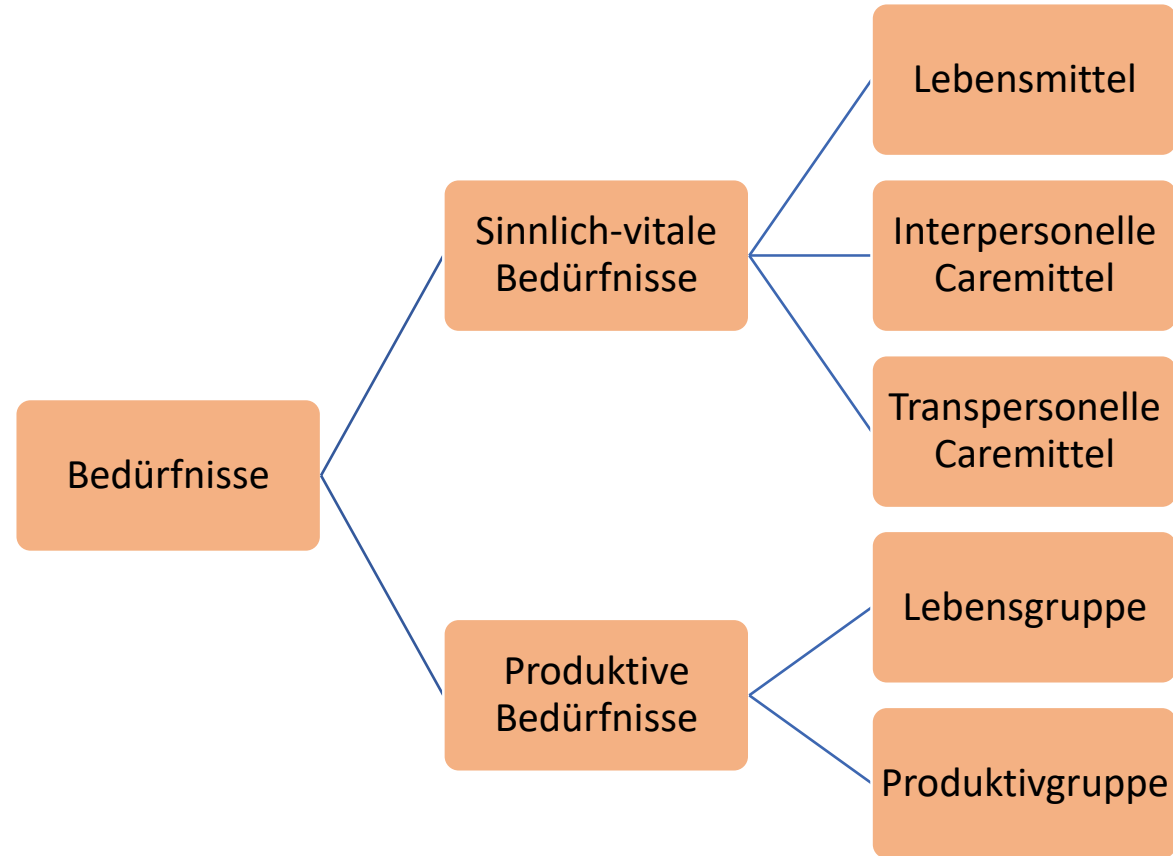 Bedürfnisse
Sinnlich-vitale
Bedürfnisse
Lebensmittel
Interpersonelle
Caremittel
Transpersonelle
Caremittel
Produktive
Bedürfnisse
Lebensgruppe
Produktivgruppe